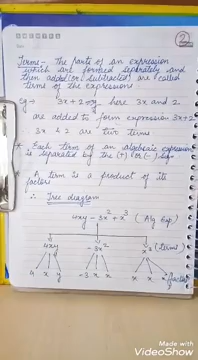 2
Terms:- The parts of an expression
which are formed seperately and
then added (or) subtracted) are called
terms of the expressions
Eg → 3x + 2 → here 3x and 2
are added to form expression 3x+2
3x & 2 are two terms
* Each term of an algebraic expression
is separated by the (+) (or) (-) sign.
A term is a product of its
factors
∴ Tree diagram
4xy - 3x² + x³ (Alg Exp)
4xy -3x² x³ (terms)
4 x y -3 x x x x x (factors)
Made with
VideoShow